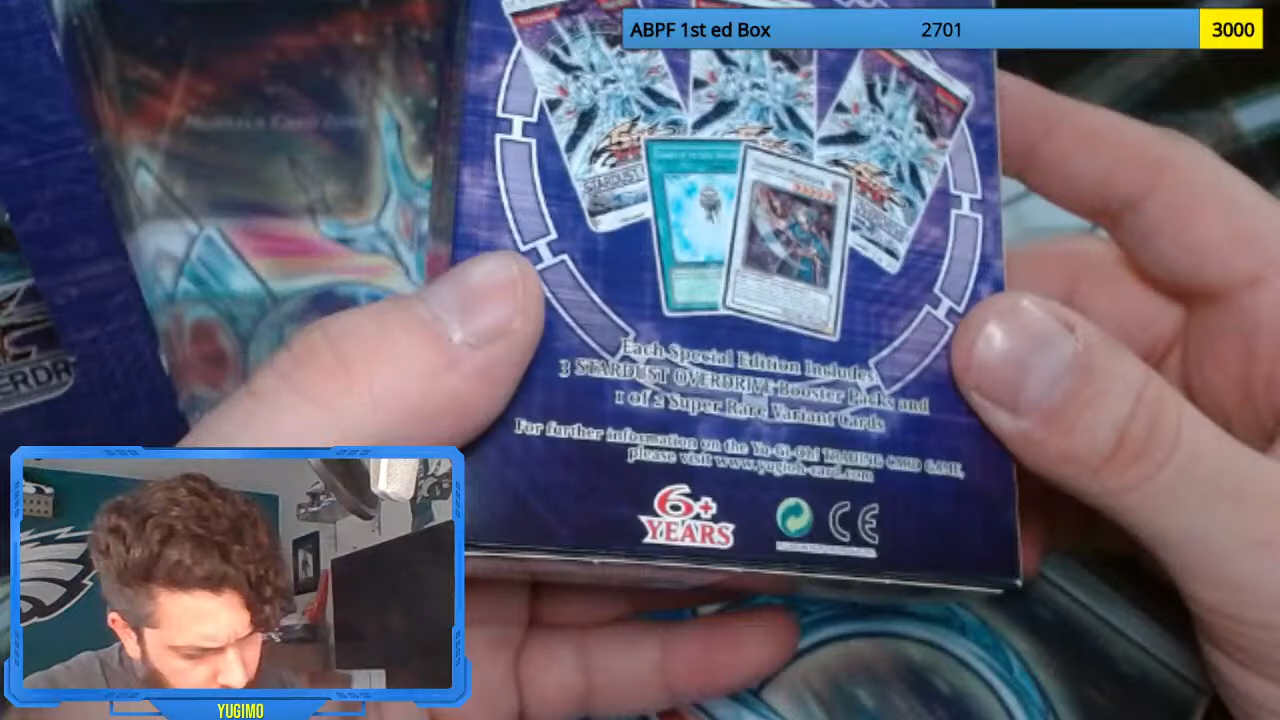 ABPF 1st ed Box 2701 3000
STARDUST
ERDR
Each Special Edition Includes
3 STARDUST OVERDRIVE Booster Packs and
1 of 2 Super Rare Variant Cards
For further information on the Yu-Gi-Oh! TRADING CARD GAME,
please visit www.yugioh-card.com
6+
YEARS
CE
YUGIMO